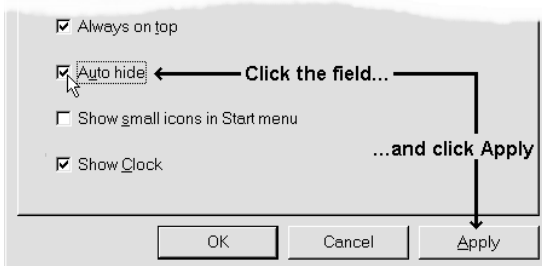 Always on top
Auto hide Click the field...
Show small icons in Start menu
...and click Apply
Show Clock
OK Cancel Apply